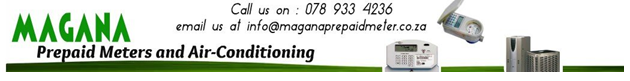 Call us on : 078 933 4236
MAGANA
email us at info@maganaprepaidmeter.co.za
Prepaid Meters and Air-Conditioning